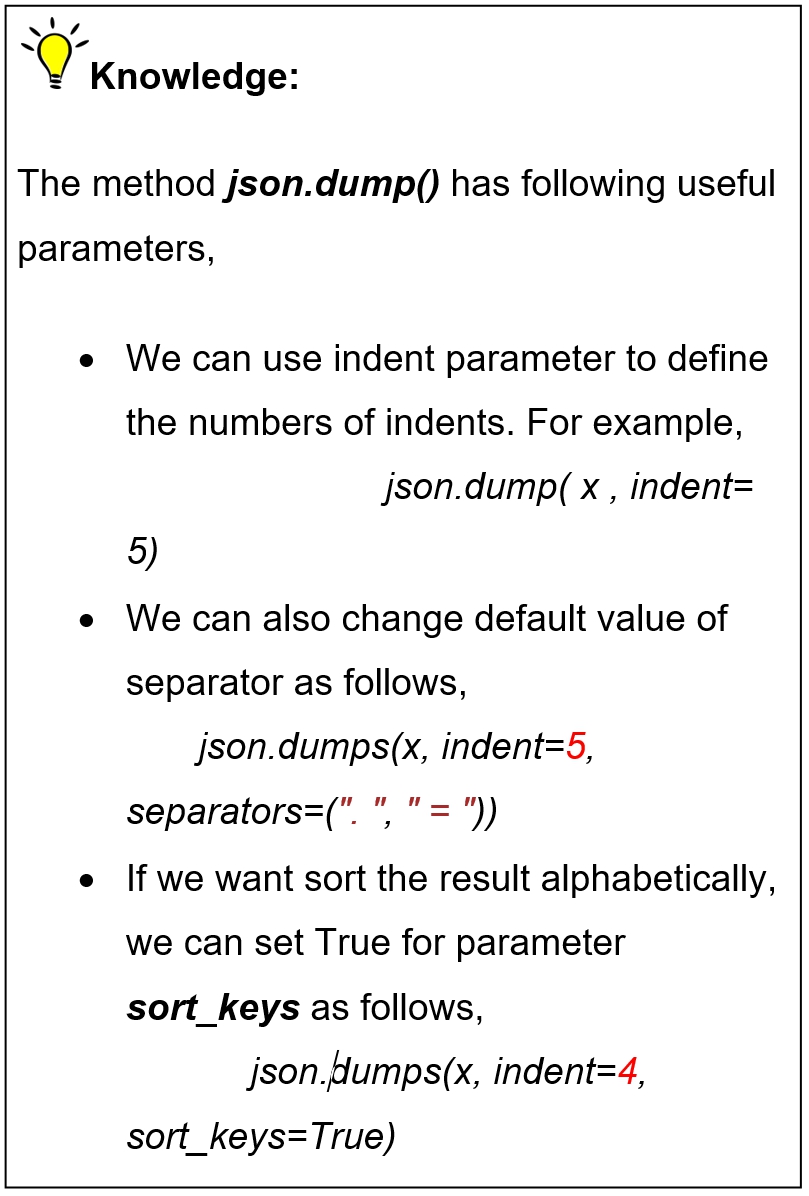 Knowledge:
The method json.dump() has following useful
parameters,
• We can use indent parameter to define
the numbers of indents. For example,
json.dump( x , indent=
5)
• We can also change default value of
separator as follows,
json.dumps(x, indent=5,
separators=(". ", " = "))
• If we want sort the result alphabetically,
we can set True for parameter
sort_keys as follows,
json.dumps(x, indent=4,
sort_keys=True)